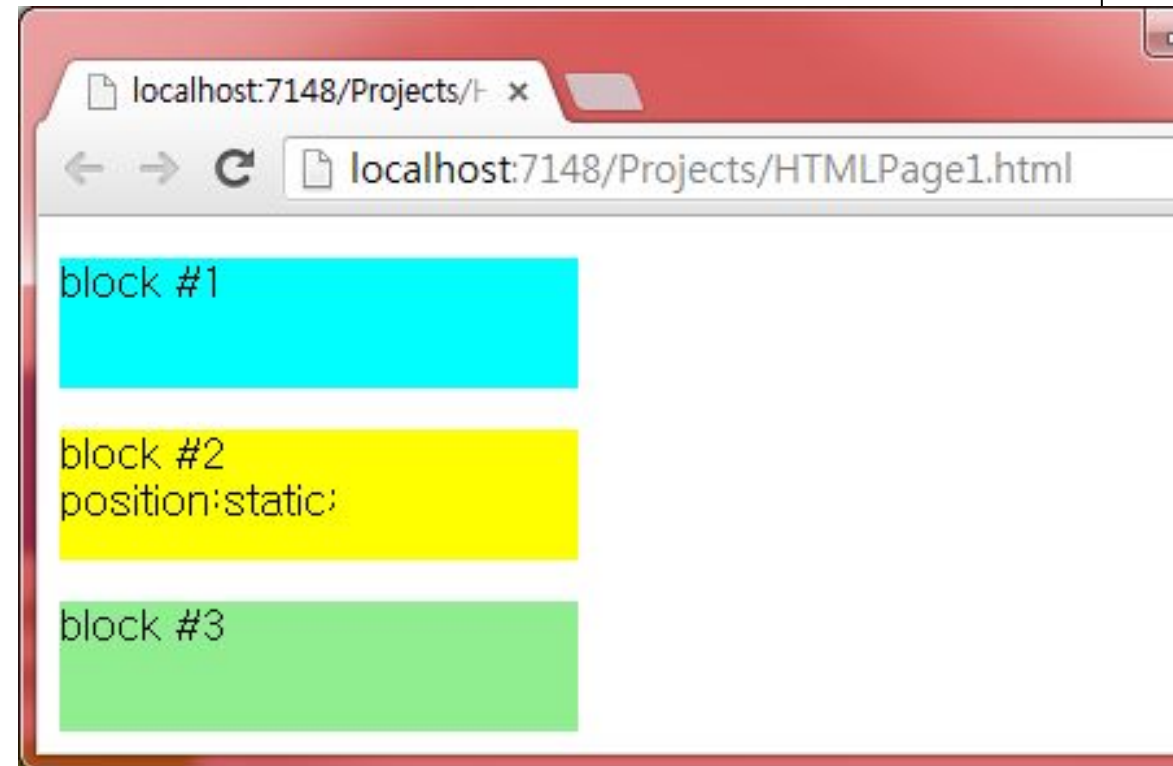 localhost:7148/Projects/H
localhost:7148/Projects/HTMLPage1.html
block #1
block #2
position:static;
block #3